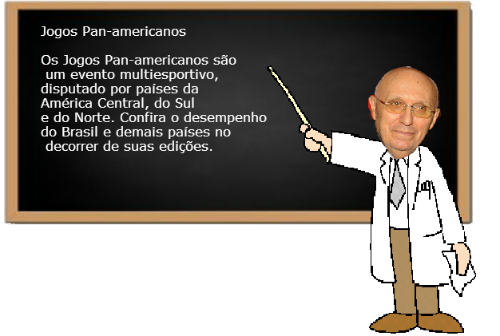 Jogos Pan-americanos
Os Jogos Pan-americanos são
um evento multiesportivo,
disputado por países da
América Central, do Sul
e do Norte. Confira o desempenho
do Brasil e demais países no
decorrer de suas edições.